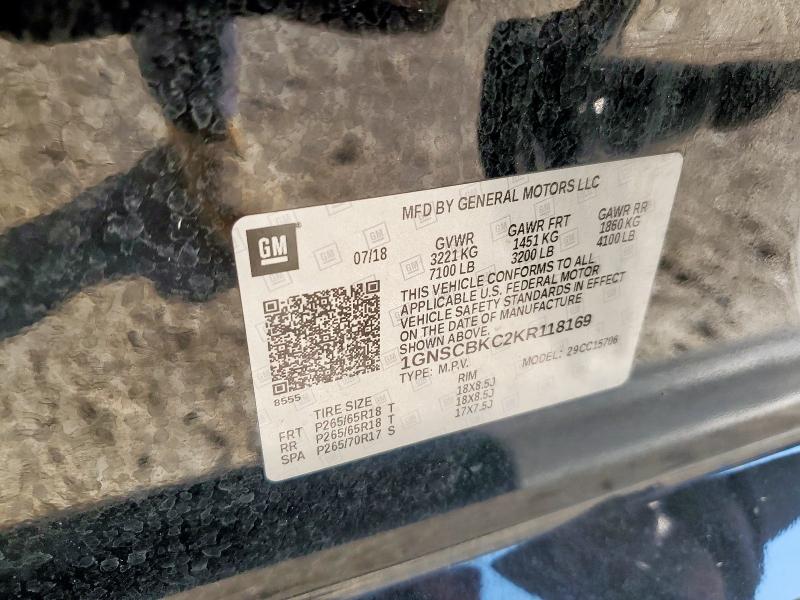 MFD BY GENERAL MOTORS LLC
GM
07/18
GVWR GAWR FRT GAWR RR
3221 KG 1451 KG 1860 KG
7100 LB 3200 LB 4100 LB
THIS VEHICLE CONFORMS TO ALL
APPLICABLE U.S. FEDERAL MOTOR
VEHICLE SAFETY STANDARDS IN EFFECT
ON THE DATE OF MANUFACTURE
SHOWN ABOVE.
1GNSCBKC2KR118169
TYPE: M.P.V. MODEL: 29CC15706
8555
TIRE SIZE RIM
FRT P265/65R18 T 18X8.5J
RR P265/65R18 T 18X8.5J
SPA P265/70R17 S 17X7.5J